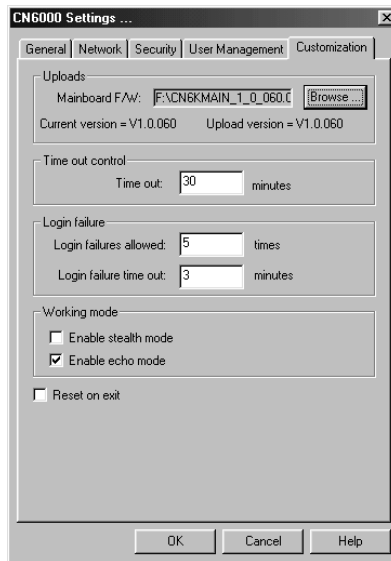 CN6000 Settings ...
General Network Security User Management Customization
Uploads
Mainboard F/W: F:\CN6KMAIN_1_0_060.C Browse ...
Current version = V1.0.060 Upload version = V1.0.060
Time out control
Time out: 30 minutes
Login failure
Login failures allowed: 5 times
Login failure time out: 3 minutes
Working mode
Enable stealth mode
Enable echo mode
Reset on exit
OK Cancel Help